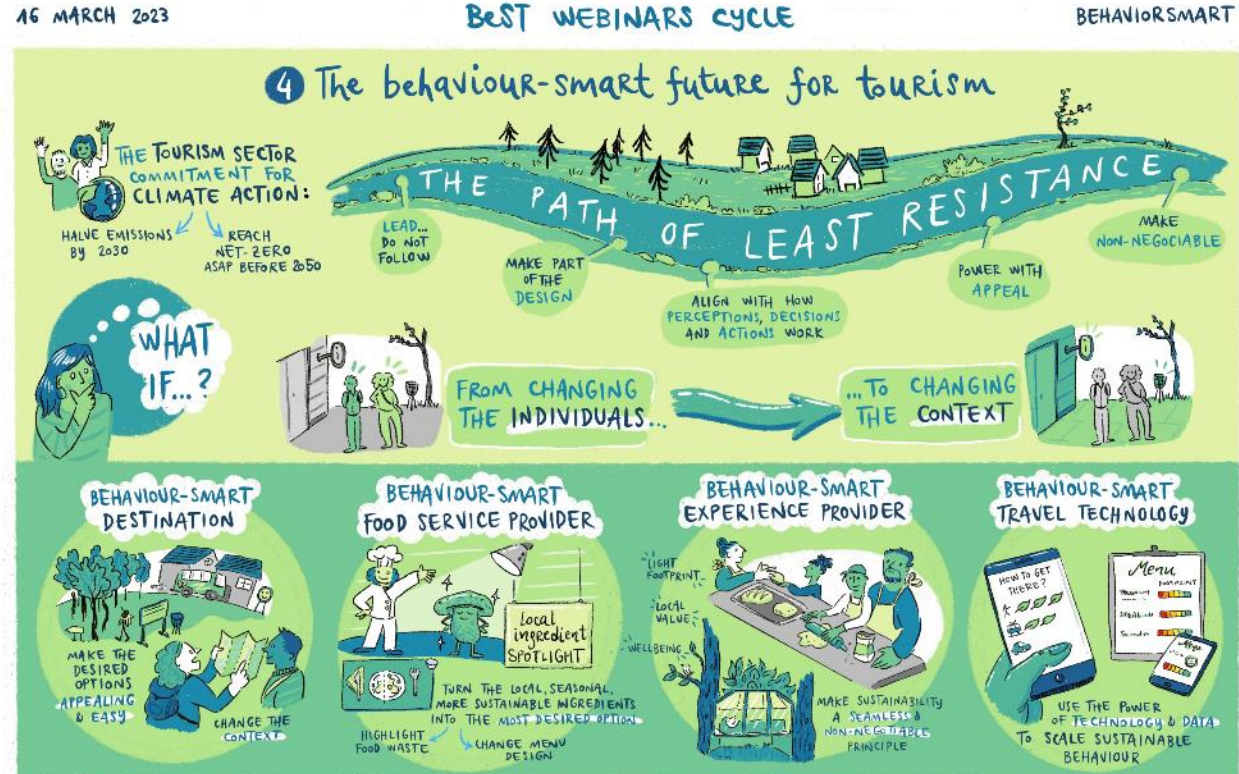 16 MARCH 2023
BeST WEBINARS CYCLE
BEHAVIORSMART
4 The behaviour-smart future for tourism
THE TOURISM SECTOR
COMMITMENT FOR
CLIMATE ACTION:
HALVE EMISSIONS
BY 2030
REACH
NET-ZERO
ASAP BEFORE 2050
THE PATH OF LEAST RESISTANCE
LEAD...
DO NOT
FOLLOW
MAKE PART
OF THE
DESIGN
ALIGN WITH HOW
PERCEPTIONS, DECISIONS
AND ACTIONS WORK
POWER WITH
APPEAL
MAKE
NON-NEGOCIABLE
WHAT
IF...?
FROM CHANGING
THE INDIVIDUALS...
...TO CHANGING
THE CONTEXT
BEHAVIOUR-SMART
DESTINATION
MAKE THE
DESIRED
OPTIONS
APPEALING
& EASY
CHANGE THE
CONTEXT
BEHAVIOUR-SMART
FOOD SERVICE PROVIDER
local
ingredient
SPOTLIGHT
TURN THE LOCAL, SEASONAL,
MORE SUSTAINABLE INGREDIENTS
INTO THE MOST DESIRED OPTION
HIGHLIGHT
FOOD WASTE
CHANGE MENU
DESIGN
BEHAVIOUR-SMART
EXPERIENCE PROVIDER
LIGHT
FOOTPRINT
LOCAL
VALUE
WELLBEING
MAKE SUSTAINABILITY
A SEAMLESS &
NON-NEGOTIABLE
PRINCIPLE
BEHAVIOUR-SMART
TRAVEL TECHNOLOGY
HOW TO GET
THERE?
Menu
FOOTPRINT
USE THE POWER
OF TECHNOLOGY & DATA
TO SCALE SUSTAINABLE
BEHAVIOUR